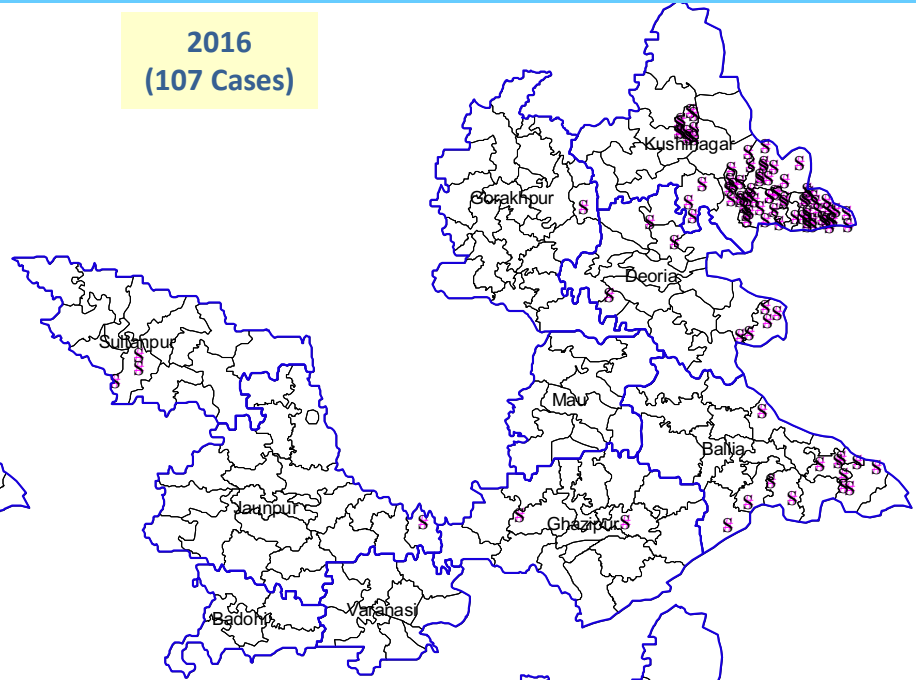 2016
(107 Cases)
Kushinagar
Gorakhpur
Deoria
Sultanpur
Mau
Ballia
Jaunpur
Ghazipur
Badohi
Varanasi